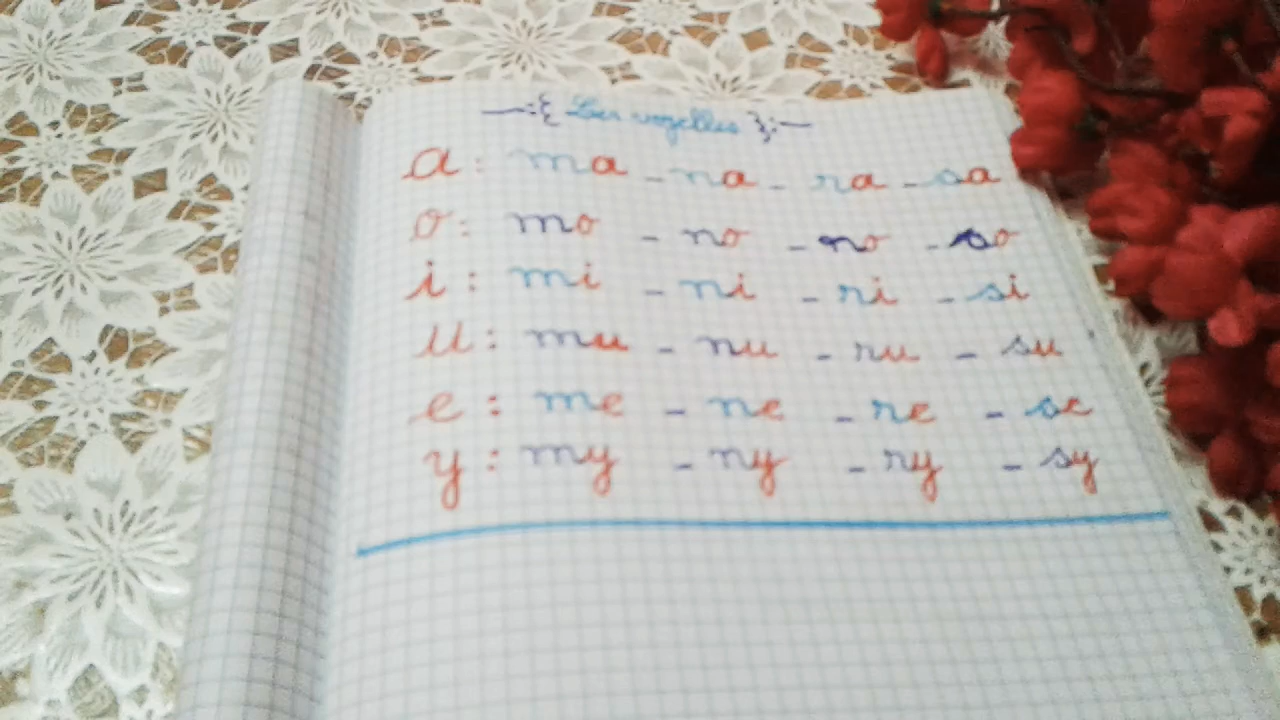 —:{ Les voyelles }:—
a : ma - na - ra - sa
o : mo - no - no - so
i : mi - ni - ri - si
u : mu - nu - ru - su
e : me - ne - re - se
y : my - ny - ry - sy